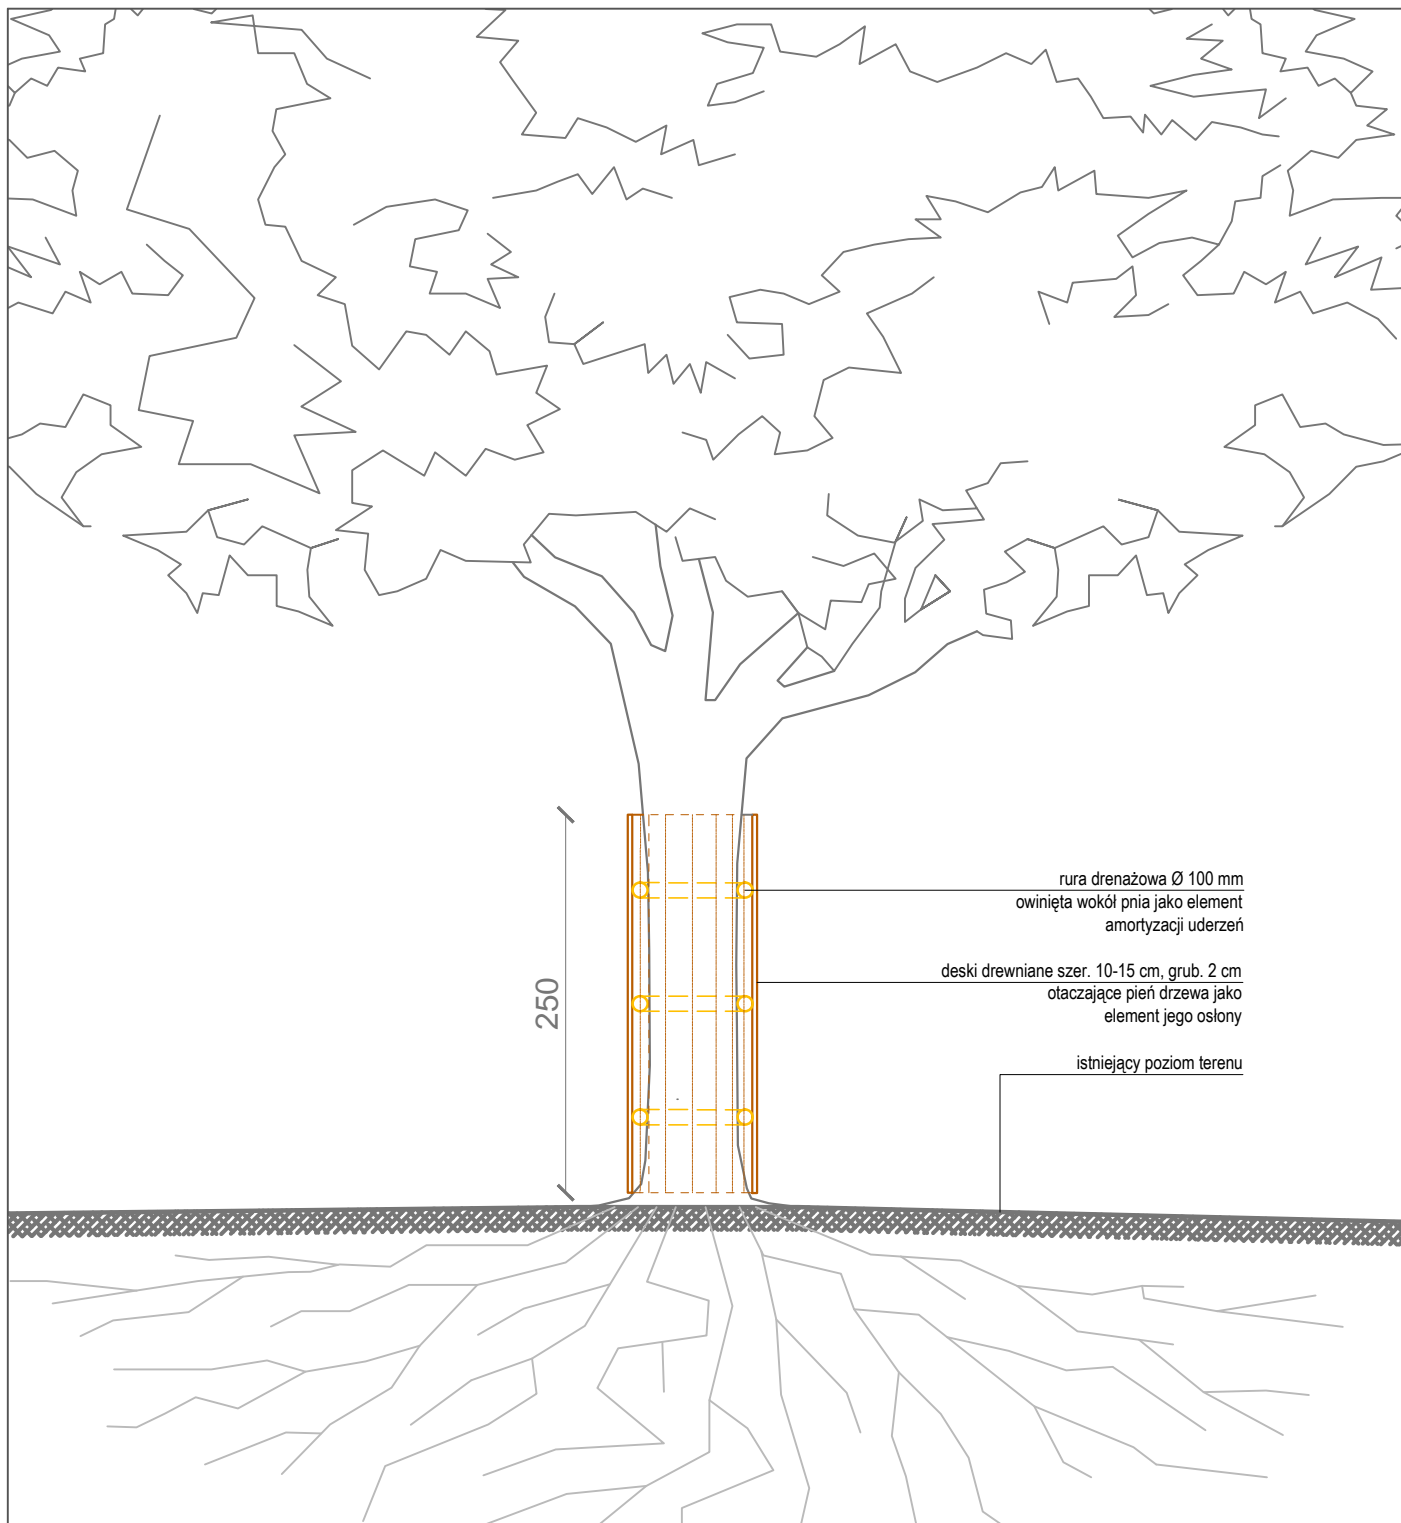 rura drenażowa Ø 100 mm
owinięta wokół pnia jako element
amortyzacji uderzeń
deski drewniane szer. 10-15 cm, grub. 2 cm
otaczające pień drzewa jako
element jego osłony
250
istniejący poziom terenu